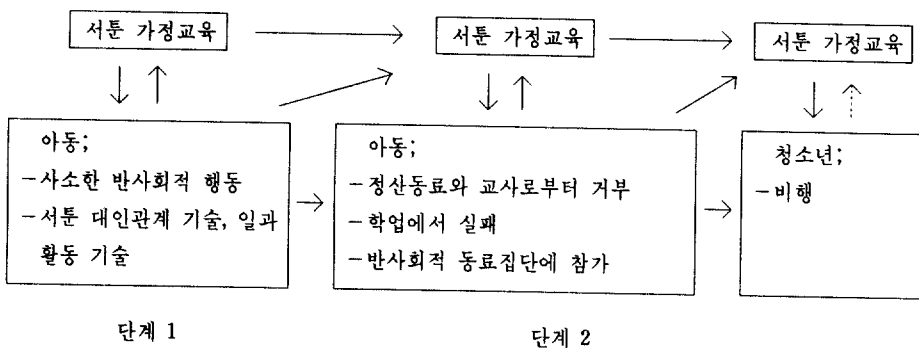 서툰 가정교육
서툰 가정교육
서툰 가정교육
아동;
-사소한 반사회적 행동
-서툰 대인관계 기술, 일과
활동 기술
아동;
-정산동료와 교사로부터 거부
-학업에서 실패
-반사회적 동료집단에 참가
청소년;
-비행
단계 1
단계 2